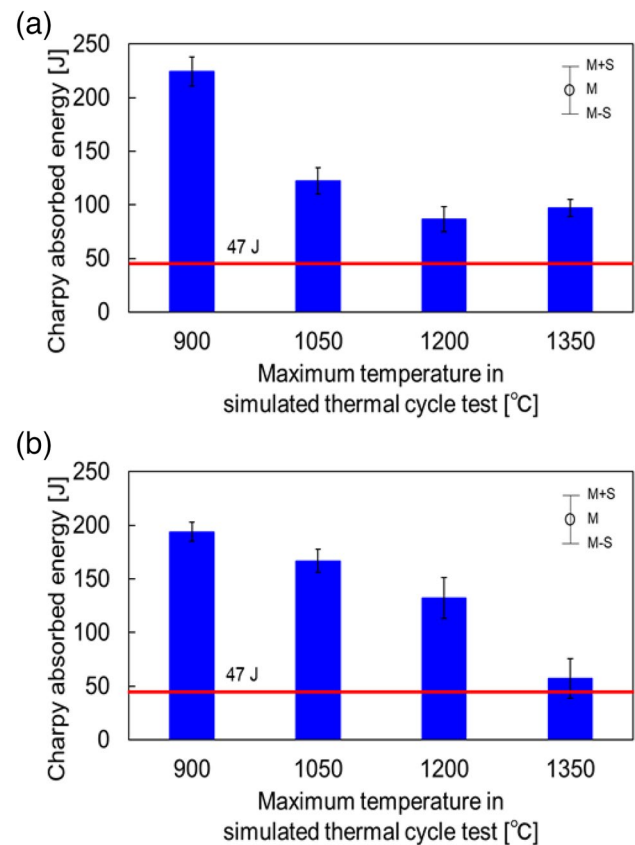 (a)
250
200
150
100
50
0
Charpy absorbed energy [J]
M+S
M
M-S
47 J
900 1050 1200 1350
Maximum temperature in
simulated thermal cycle test [°C]
(b)
250
200
150
100
50
0
Charpy absorbed energy [J]
M+S
M
M-S
47 J
900 1050 1200 1350
Maximum temperature in
simulated thermal cycle test [°C]